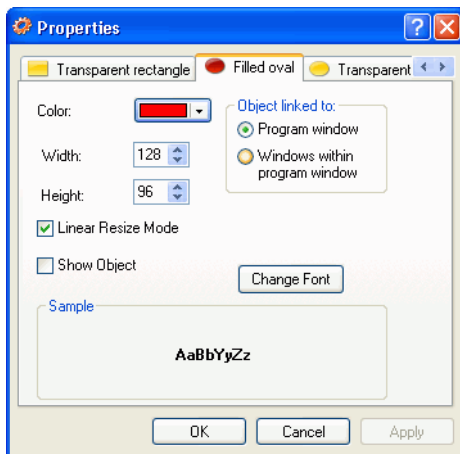 Properties
Transparent rectangle
Filled oval
Transparent
Color:
Object linked to:
Program window
Width:
128
Windows within
program window
Height:
96
Linear Resize Mode
Show Object
Change Font
Sample
AaBbYyZz
OK
Cancel
Apply